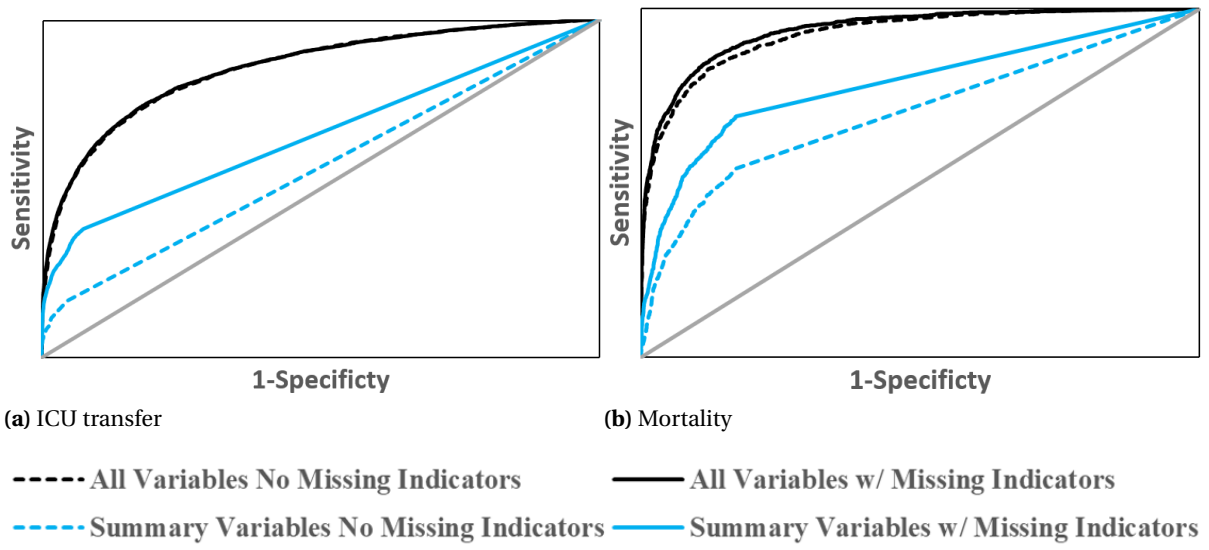 Sensitivity
1-Specificty
(a) ICU transfer
Sensitivity
1-Specificty
(b) Mortality
All Variables No Missing Indicators
All Variables w/ Missing Indicators
Summary Variables No Missing Indicators
Summary Variables w/ Missing Indicators